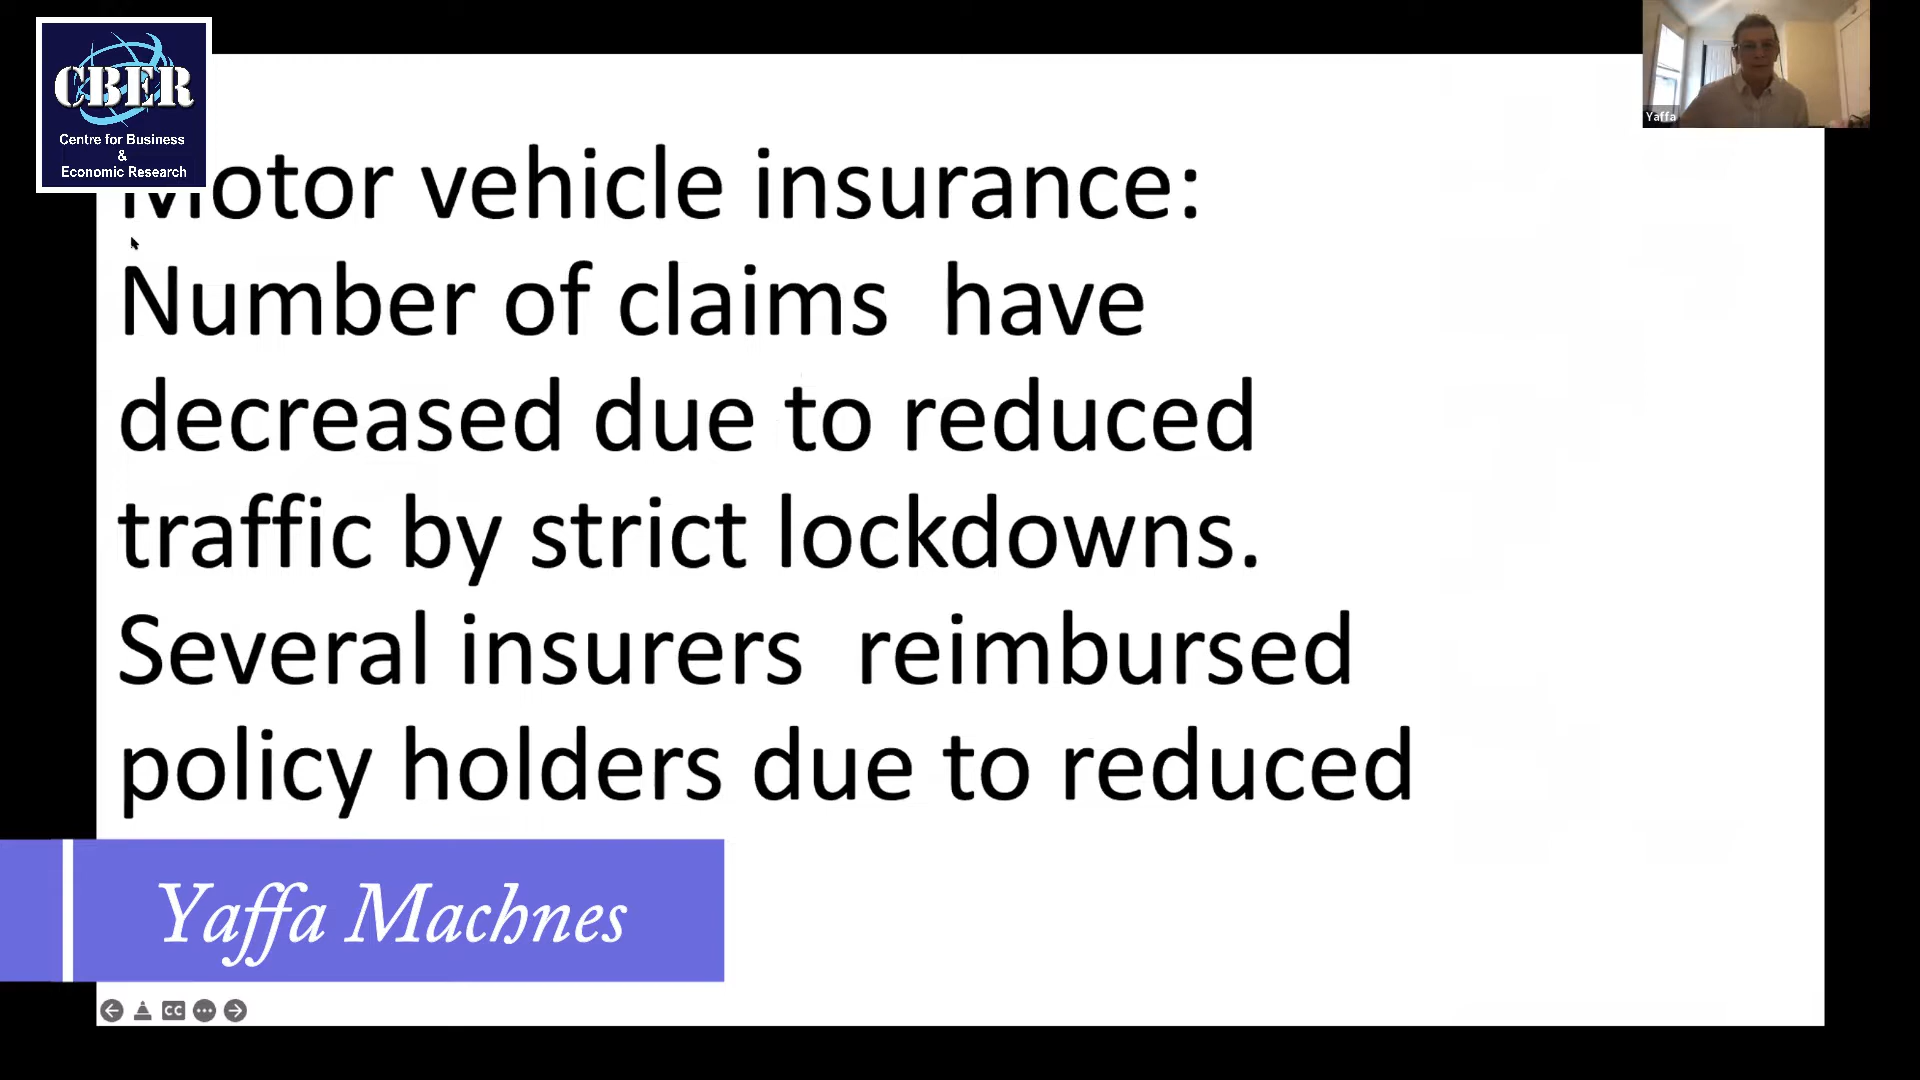 CBER
Centre for Business
&
Economic Research
Yaffa
Motor vehicle insurance:
Number of claims have
decreased due to reduced
traffic by strict lockdowns.
Several insurers reimbursed
policy holders due to reduced
Yaffa Machnes
CC